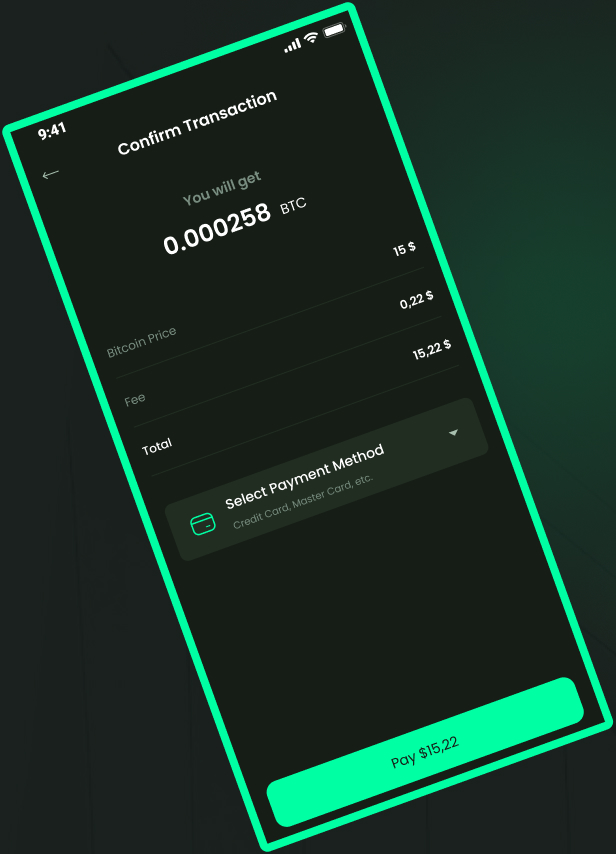 9:41
Confirm Transaction
You will get
0.000258 BTC
Bitcoin Price 15 $
Fee 0,22 $
Total 15,22 $
Select Payment Method
Credit Card, Master Card, etc.
Pay $15,22